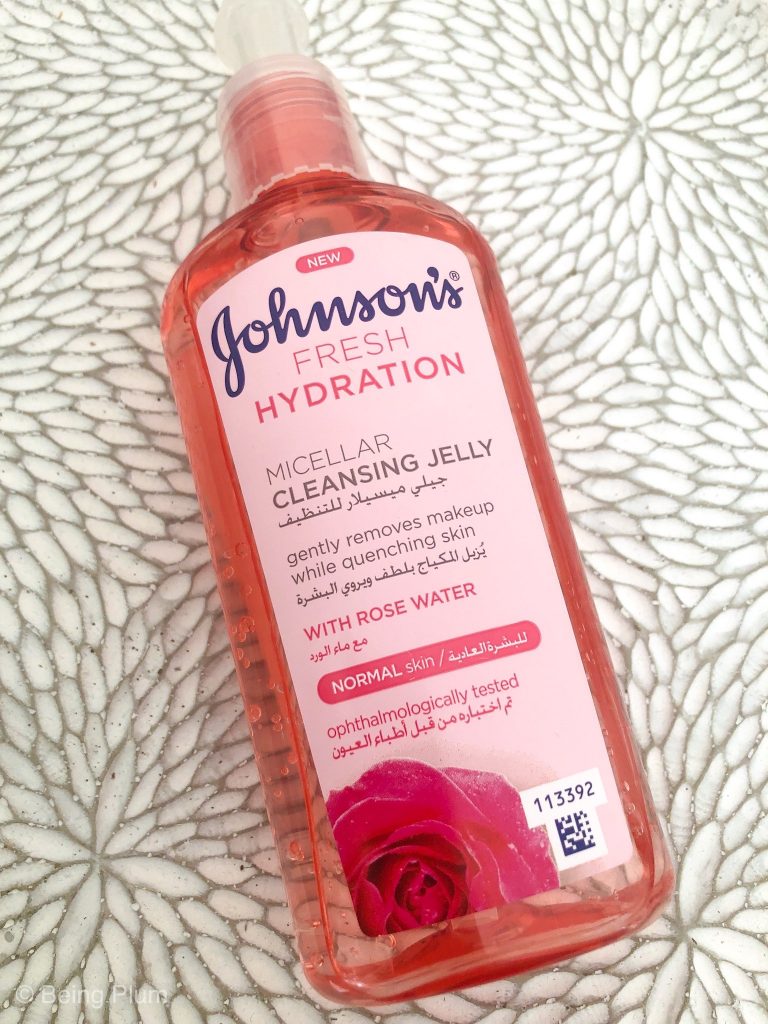 NEW
Johnson's®
FRESH
HYDRATION
MICELLAR
CLEANSING JELLY
جيلي ميسيلار للتنظيف
gently removes makeup
while quenching skin
يُزيل المكياج بلطف ويروي البشرة
WITH ROSE WATER
مع ماء الورد
NORMAL skin / للبشرة العادية
ophthalmologically tested
تم اختباره من قبل أطباء العيون
113392
© Being Plum